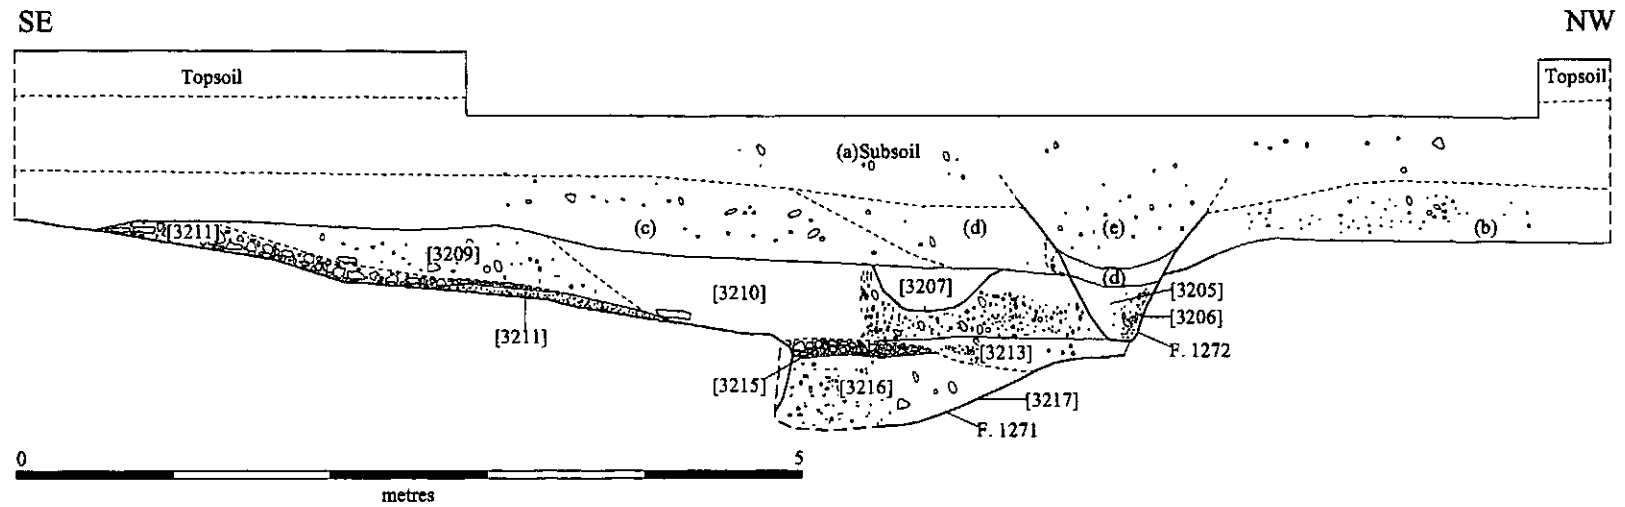 SE
NW
Topsoil
Topsoil
(a)Subsoil
(c)
(d)
(e)
(b)
[3211]
[3209]
(d)
[3210]
[3207]
[3205]
[3206]
[3211]
F. 1272
[3213]
[3215]
[3216]
[3217]
F. 1271
0
5
metres